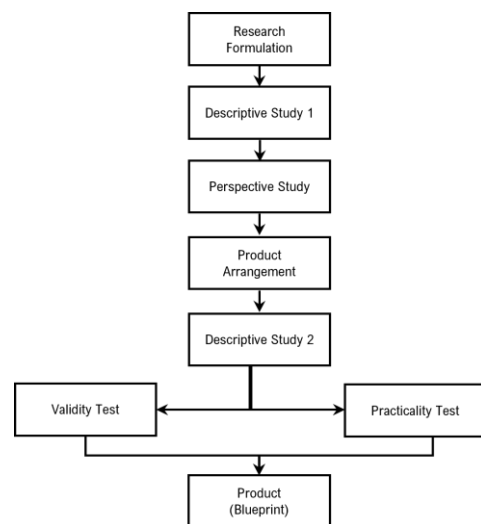 Research
Formulation
Descriptive Study 1
Perspective Study
Product
Arrangement
Descriptive Study 2
Validity Test
Practicality Test
Product
(Blueprint)